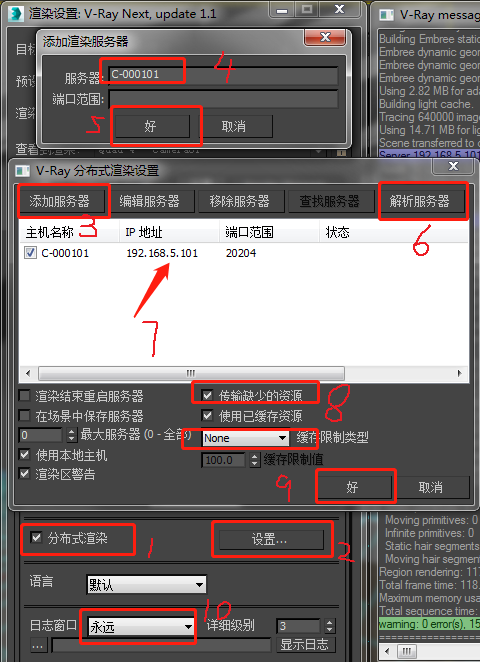 渲染设置: V-Ray Next, update 1.1
V-Ray messag
添加渲染服务器
服务器: C-000101
4
端口范围:
5
好
取消
目标
预设
渲染
Building Embree stati
Embree dynamic geor
Embree dynamic geor
Using 2.82 MB for ada
Building light cache.
Tracing 640000 image
Using 14.71 MB for lig
Scene transferred to c
Server 192.168.5.101
V-Ray 分布式渲染设置
添加服务器
编辑服务器
移除服务器
查找服务器
解析服务器
3
6
主机名称
IP 地址
端口范围
状态
C-000101
192.168.5.101
20204
7
渲染结束重启服务器
传输缺少的资源
8
在场景中保存服务器
使用已缓存资源
0
最大服务器 (0 - 全部)
None
缓存限制类型
使用本地主机
100.0
缓存限制值
渲染区警告
9
好
取消
分布式渲染
1
设置...
2
语言
默认
10
日志窗口
永远
详细级别
3
...
显示日志
Moving primitives: 0
Infinite primitives: 0
Static hair segments
Moving hair segments
Region rendering: 117
Total frame time: 118.
Maximum memory usa
Total sequence time:
warning: 0 error(s), 15